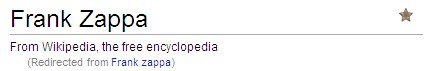 Frank Zappa
From Wikipedia, the free encyclopedia
(Redirected from Frank zappa)